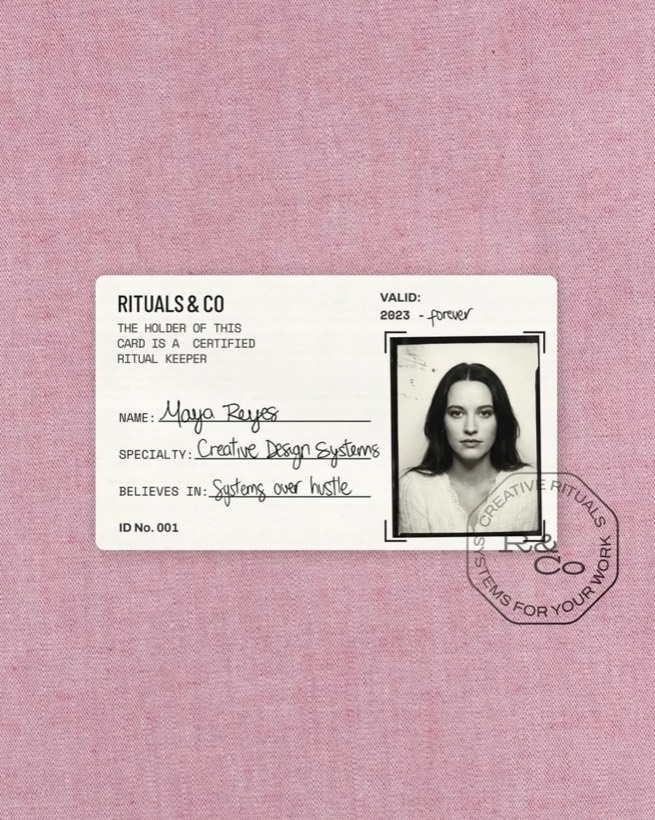 RITUALS & CO
THE HOLDER OF THIS
CARD IS A CERTIFIED
RITUAL KEEPER
VALID:
2023 - forever
NAME: Maya Reyes
SPECIALTY: Creative Design Systems
BELIEVES IN: Systems over hustle
ID No. 001
CREATIVE RITUALS
R&
Co
SYSTEMS FOR YOUR WORK